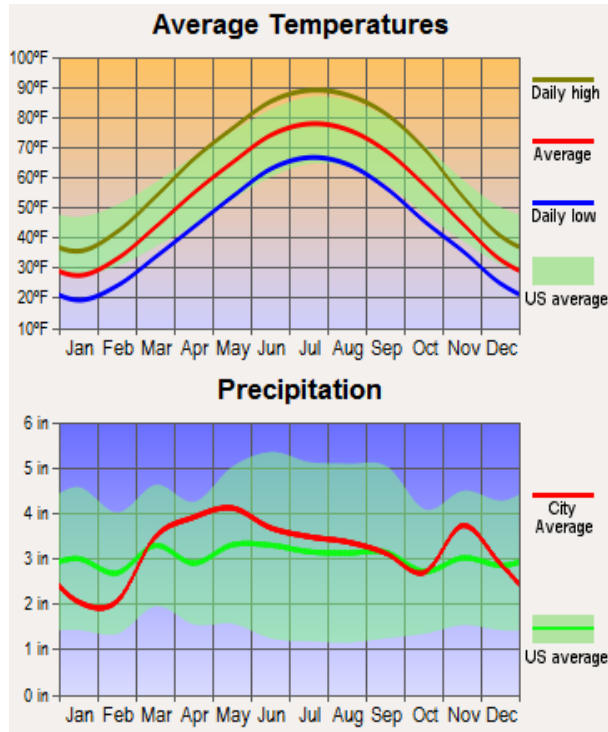 Average Temperatures
100ºF
90ºF
80ºF
70ºF
60ºF
50ºF
40ºF
30ºF
20ºF
10ºF
Jan Feb Mar Apr May Jun Jul Aug Sep Oct Nov Dec
Daily high
Average
Daily low
US average
Precipitation
6 in
5 in
4 in
3 in
2 in
1 in
0 in
Jan Feb Mar Apr May Jun Jul Aug Sep Oct Nov Dec
City
Average
US average